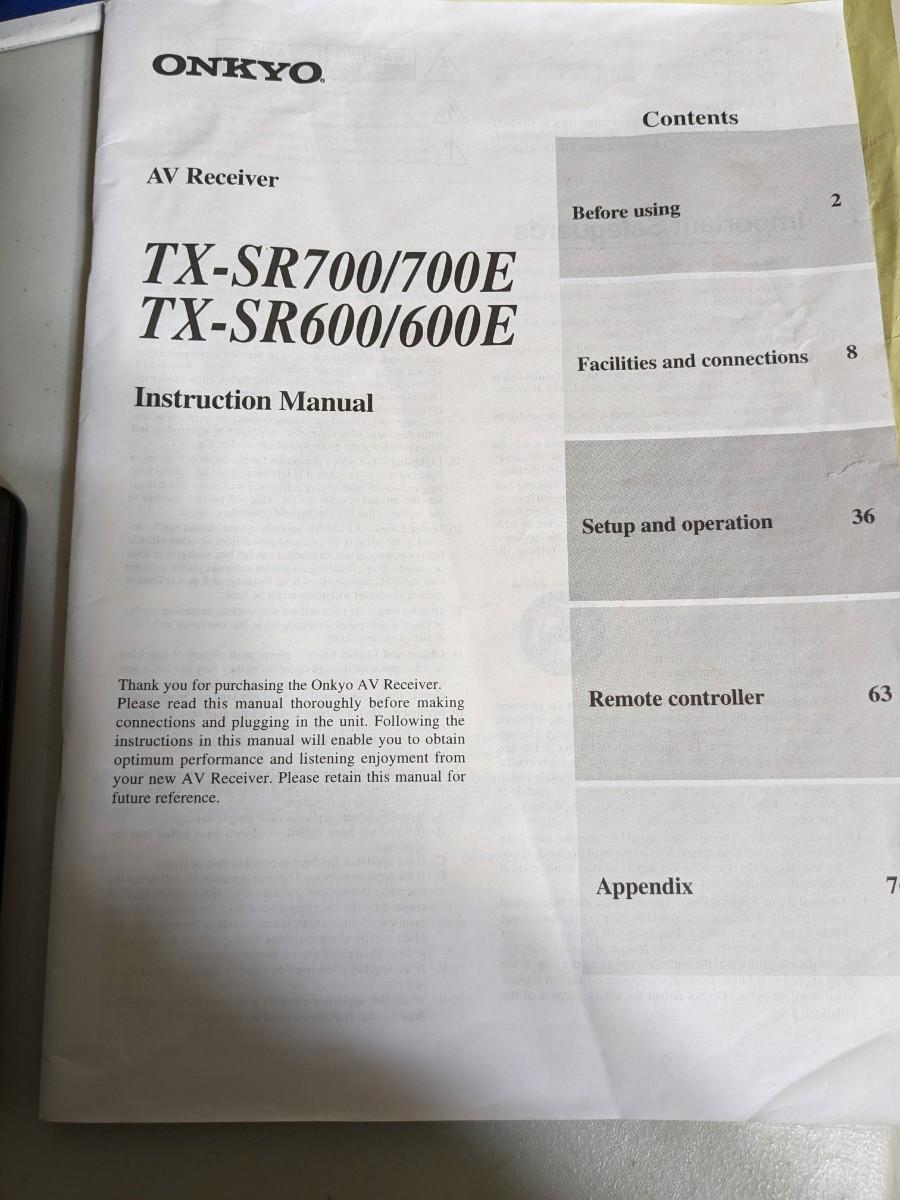 ONKYO
AV Receiver
TX-SR700/700E
TX-SR600/600E
Instruction Manual
Thank you for purchasing the Onkyo AV Receiver.
Please read this manual thoroughly before making
connections and plugging in the unit. Following the
instructions in this manual will enable you to obtain
optimum performance and listening enjoyment from
your new AV Receiver. Please retain this manual for
future reference.
Contents
Before using 2
Facilities and connections 8
Setup and operation 36
Remote controller 63
Appendix